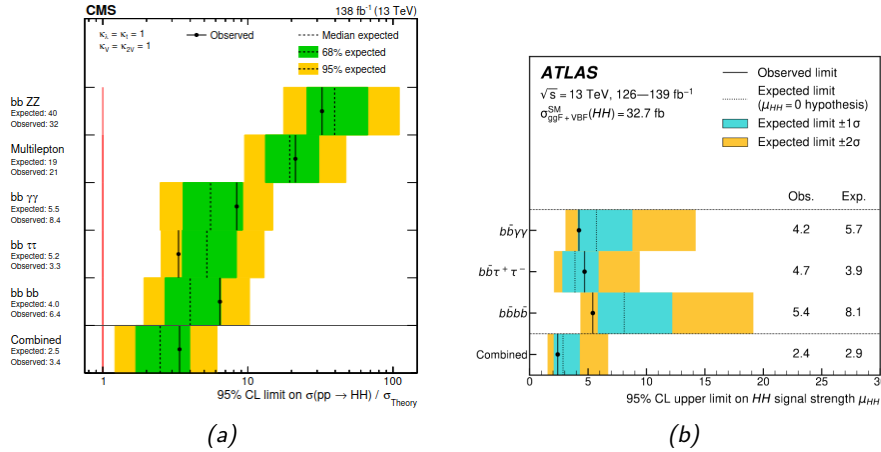 CMS 138 fb⁻¹ (13 TeV)
κλ = κt = 1
κV = κ2V = 1
Observed
Median expected
68% expected
95% expected
bb ZZ
Expected: 40
Observed: 32
Multilepton
Expected: 19
Observed: 21
bb γγ
Expected: 5.5
Observed: 8.4
bb ττ
Expected: 5.2
Observed: 3.3
bb bb
Expected: 4.0
Observed: 6.4
Combined
Expected: 2.5
Observed: 3.4
1 10 100
95% CL limit on σ(pp → HH) / σTheory
(a)
ATLAS
√s = 13 TeV, 126—139 fb⁻¹
σ^SM_ggF+VBF(HH) = 32.7 fb
Observed limit
Expected limit
(μHH = 0 hypothesis)
Expected limit ±1σ
Expected limit ±2σ
Obs. Exp.
bb̄γγ 4.2 5.7
bb̄τ⁺τ⁻ 4.7 3.9
bb̄bb̄ 5.4 8.1
Combined 2.4 2.9
0 5 10 15 20 25 30
95% CL upper limit on HH signal strength μHH
(b)